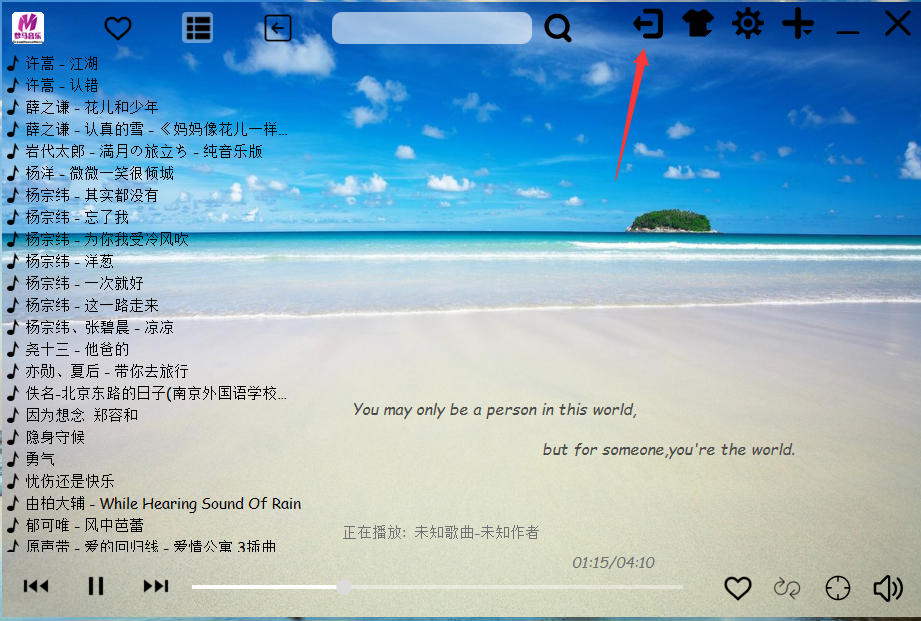 梦马音乐
许嵩 - 江湖
许嵩 - 认错
薛之谦 - 花儿和少年
薛之谦 - 认真的雪 - 《妈妈像花儿一样...
岩代太郎 - 満月の旅立ち - 纯音乐版
杨洋 - 微微一笑很倾城
杨宗纬 - 其实都没有
杨宗纬 - 忘了我
杨宗纬 - 为你我受冷风吹
杨宗纬 - 洋葱
杨宗纬 - 一次就好
杨宗纬 - 这一路走来
杨宗纬、张碧晨 - 凉凉
尧十三 - 他爸的
亦勋、夏后 - 带你去旅行
佚名-北京东路的日子(南京外国语学校...
因为想念 郑容和
隐身守候
勇气
忧伤还是快乐
由柏大辅 - While Hearing Sound Of Rain
郁可唯 - 风中芭蕾
原声带 - 爱的回归线 - 爱情公寓 3插曲
You may only be a person in this world,
but for someone,you're the world.
正在播放: 未知歌曲-未知作者
01:15/04:10